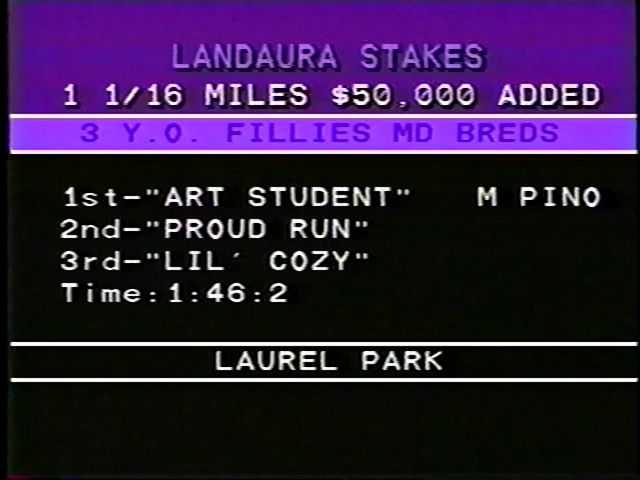 LANDAURA STAKES
1 1/16 MILES $50,000 ADDED
3 Y.O. FILLIES MD BREDS
1st-"ART STUDENT" M PINO
2nd-"PROUD RUN"
3rd-"LIL´ COZY"
Time:1:46:2
LAUREL PARK